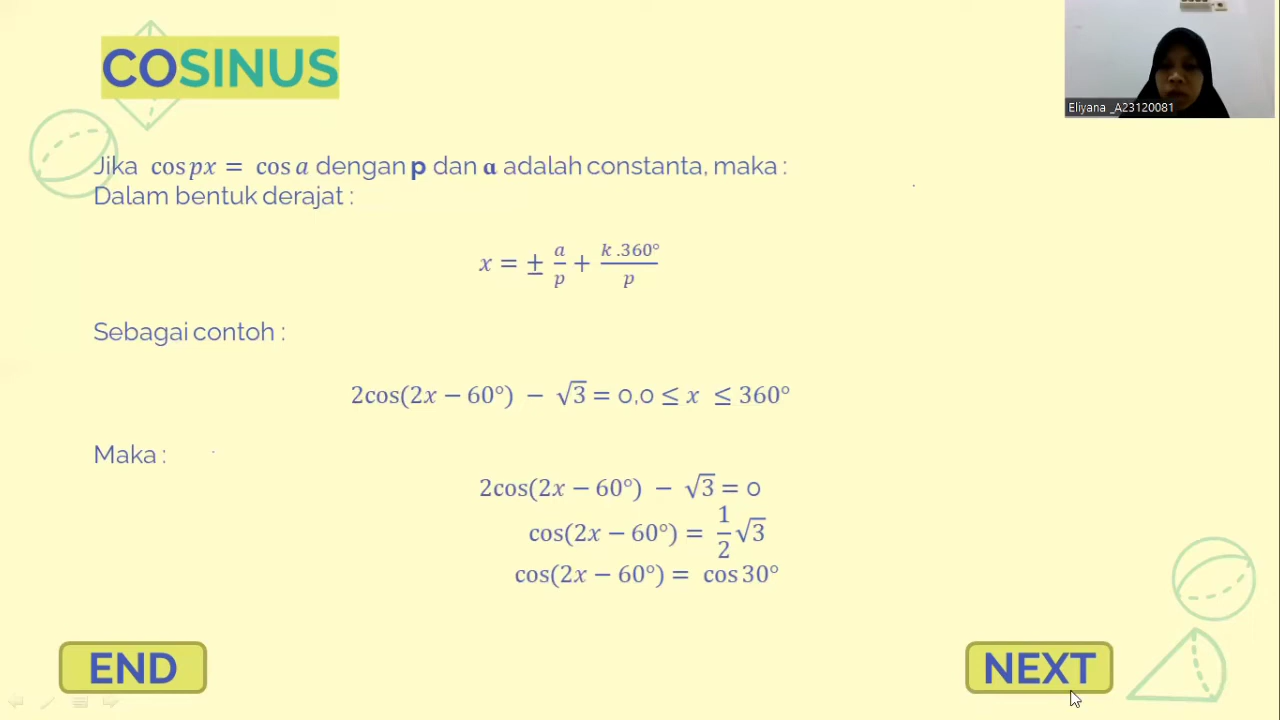 COSINUS
Eliyana _A23120081
Jika cos px = cos a dengan p dan α adalah constanta, maka :
Dalam bentuk derajat :
x = ± a/p + k .360°/p
Sebagai contoh :
2cos(2x − 60°) − √3 = 0,0 ≤ x ≤ 360°
Maka :
2cos(2x − 60°) − √3 = 0
cos(2x − 60°) = 1/2 √3
cos(2x − 60°) = cos 30°
END
NEXT